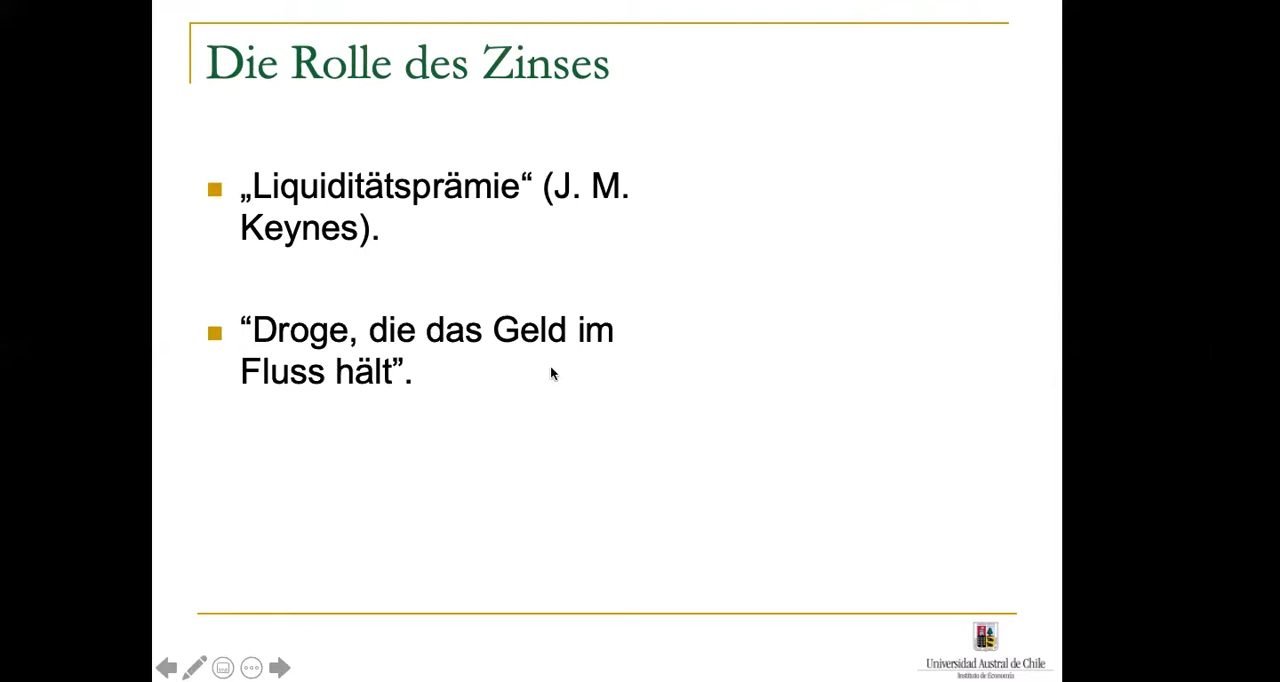 Die Rolle des Zinses
„Liquiditätsprämie“ (J. M.
Keynes).
“Droge, die das Geld im
Fluss hält”.
Universidad Austral de Chile
Instituto de Economía